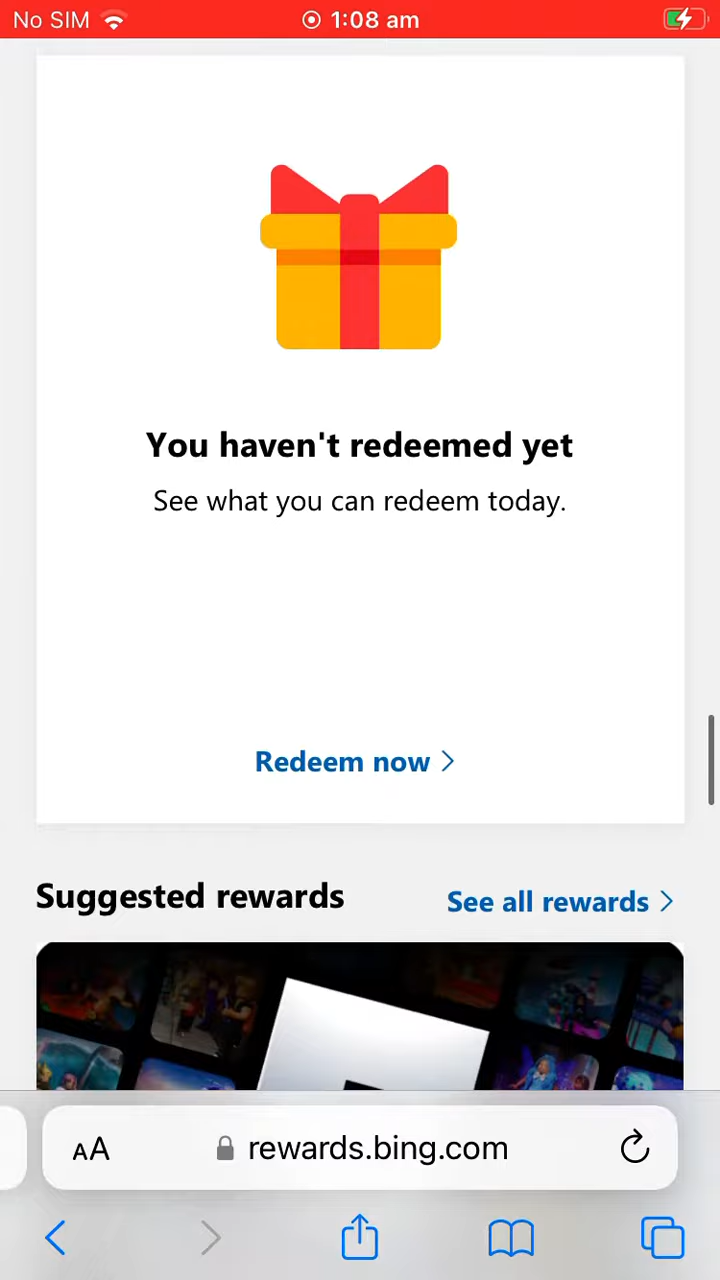 No SIM 1:08 am
You haven't redeemed yet
See what you can redeem today.
Redeem now
Suggested rewards See all rewards
AA rewards.bing.com